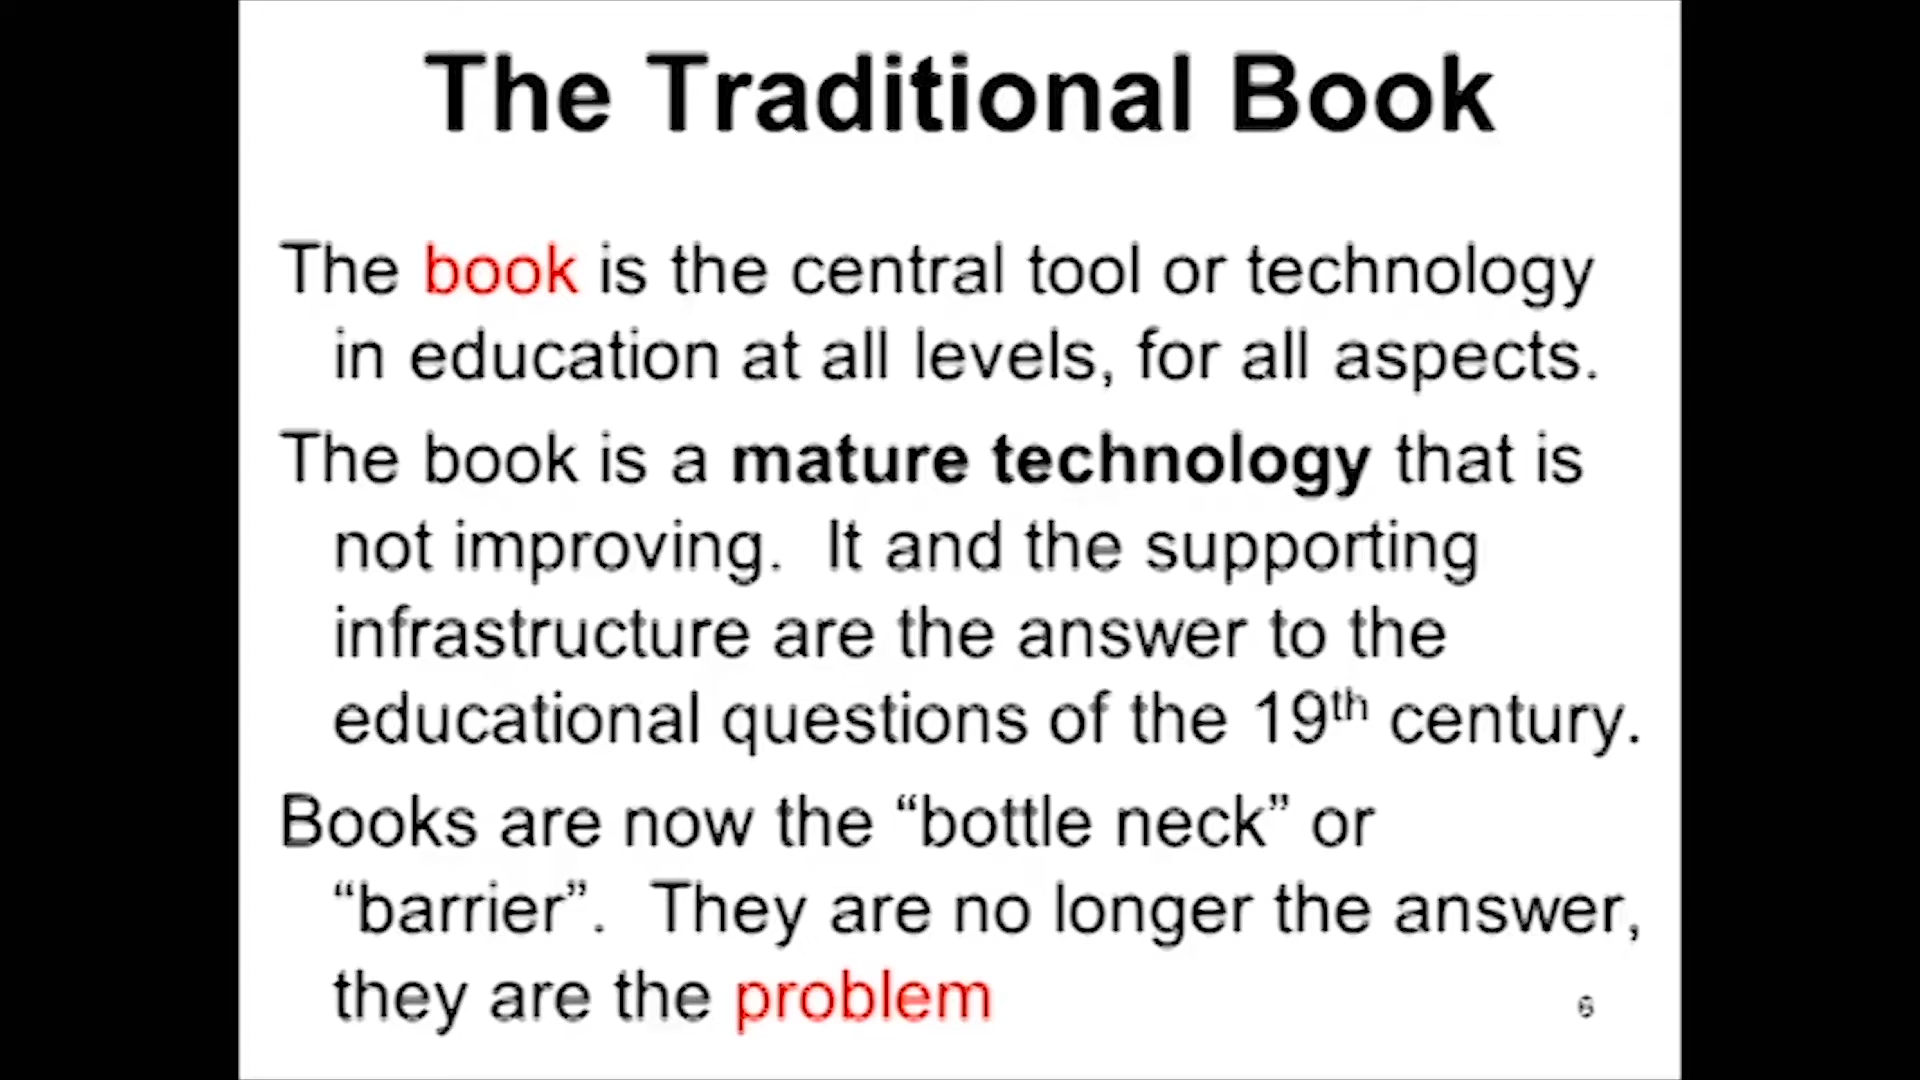 The Traditional Book
The book is the central tool or technology
in education at all levels, for all aspects.
The book is a mature technology that is
not improving.  It and the supporting
infrastructure are the answer to the
educational questions of the 19th century.
Books are now the “bottle neck” or
“barrier”.  They are no longer the answer,
they are the problem
6